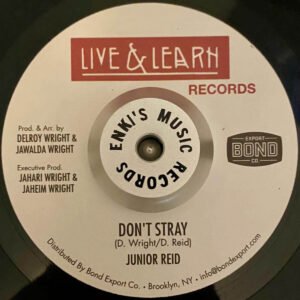 LIVE & LEARN
RECORDS
Prod. & Arr. by
DELROY WRIGHT &
JAWALDA WRIGHT
Executive Prod.
JAHARI WRIGHT &
JAHEIM WRIGHT
ENKI'S MUSIC RECORDS
EXPORT
BOND
CO.
DON'T STRAY
(D. Wright/D. Reid)
JUNIOR REID
Distributed By Bond Export Co. • Brooklyn, NY • info@bondexport.com